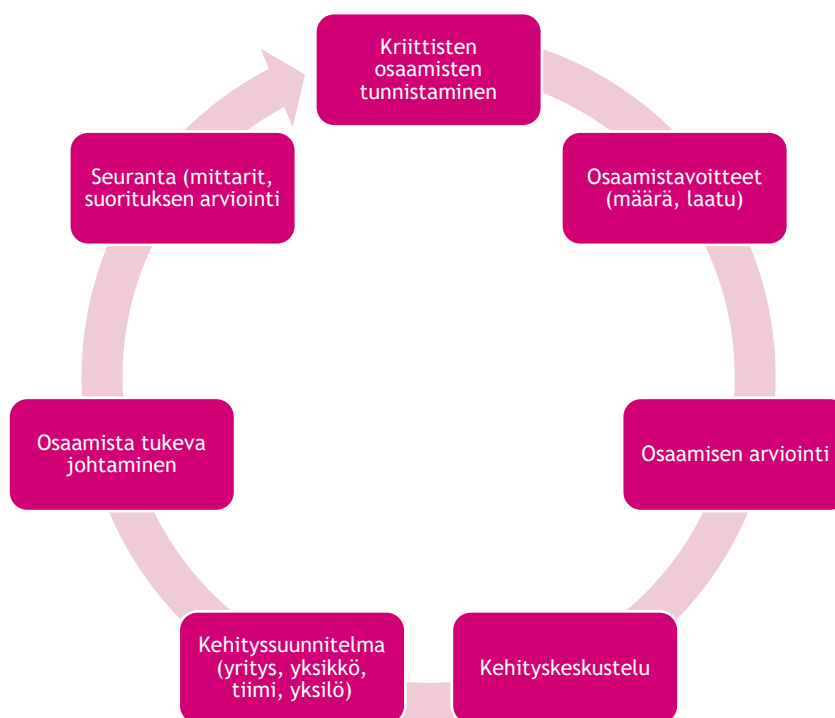 Kriittisten
osaamisten
tunnistaminen
Osaamistavoitteet
(määrä, laatu)
Osaamisen arviointi
Kehityskeskustelu
Kehityssuunnitelma
(yritys, yksikkö,
tiimi, yksilö)
Osaamista tukeva
johtaminen
Seuranta (mittarit,
suorituksen arviointi